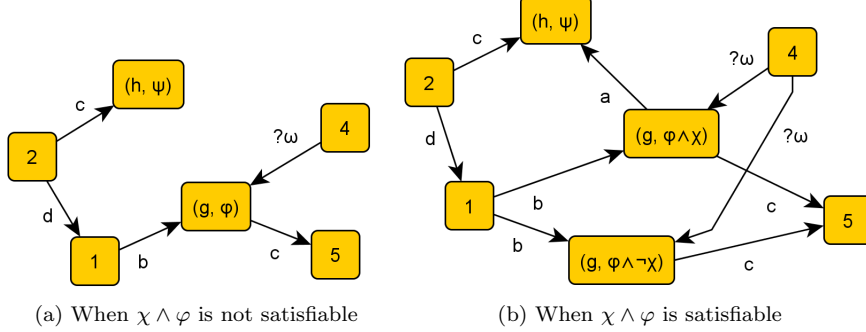 (h, ψ)
c
2
4
?ω
d
(g, φ)
1
b
c
5
(a) When χ ∧ φ is not satisfiable
(h, ψ)
c
4
?ω
2
a
d
(g, φ∧χ)
?ω
1
b
c
5
b
(g, φ∧¬χ)
c
(b) When χ ∧ φ is satisfiable